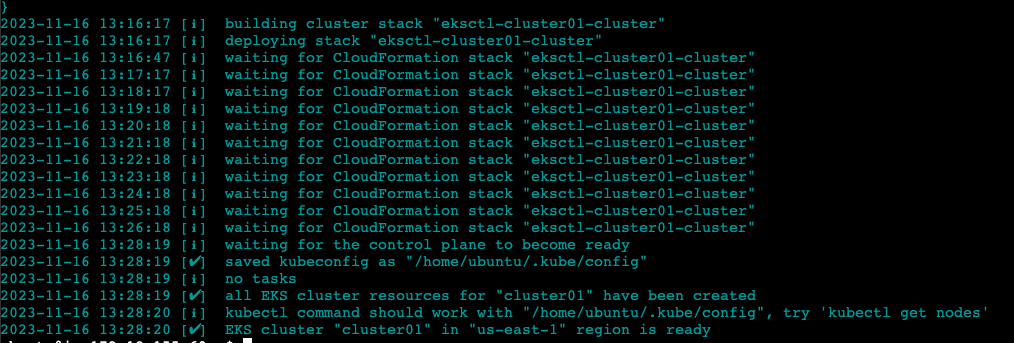 }
2023-11-16 13:16:17 [ℹ]  building cluster stack "eksctl-cluster01-cluster"
2023-11-16 13:16:17 [ℹ]  deploying stack "eksctl-cluster01-cluster"
2023-11-16 13:16:47 [ℹ]  waiting for CloudFormation stack "eksctl-cluster01-cluster"
2023-11-16 13:17:17 [ℹ]  waiting for CloudFormation stack "eksctl-cluster01-cluster"
2023-11-16 13:18:17 [ℹ]  waiting for CloudFormation stack "eksctl-cluster01-cluster"
2023-11-16 13:19:18 [ℹ]  waiting for CloudFormation stack "eksctl-cluster01-cluster"
2023-11-16 13:20:18 [ℹ]  waiting for CloudFormation stack "eksctl-cluster01-cluster"
2023-11-16 13:21:18 [ℹ]  waiting for CloudFormation stack "eksctl-cluster01-cluster"
2023-11-16 13:22:18 [ℹ]  waiting for CloudFormation stack "eksctl-cluster01-cluster"
2023-11-16 13:23:18 [ℹ]  waiting for CloudFormation stack "eksctl-cluster01-cluster"
2023-11-16 13:24:18 [ℹ]  waiting for CloudFormation stack "eksctl-cluster01-cluster"
2023-11-16 13:25:18 [ℹ]  waiting for CloudFormation stack "eksctl-cluster01-cluster"
2023-11-16 13:26:18 [ℹ]  waiting for CloudFormation stack "eksctl-cluster01-cluster"
2023-11-16 13:28:19 [ℹ]  waiting for the control plane to become ready
2023-11-16 13:28:19 [✔]  saved kubeconfig as "/home/ubuntu/.kube/config"
2023-11-16 13:28:19 [ℹ]  no tasks
2023-11-16 13:28:19 [✔]  all EKS cluster resources for "cluster01" have been created
2023-11-16 13:28:20 [ℹ]  kubectl command should work with "/home/ubuntu/.kube/config", try 'kubectl get nodes'
2023-11-16 13:28:20 [✔]  EKS cluster "cluster01" in "us-east-1" region is ready